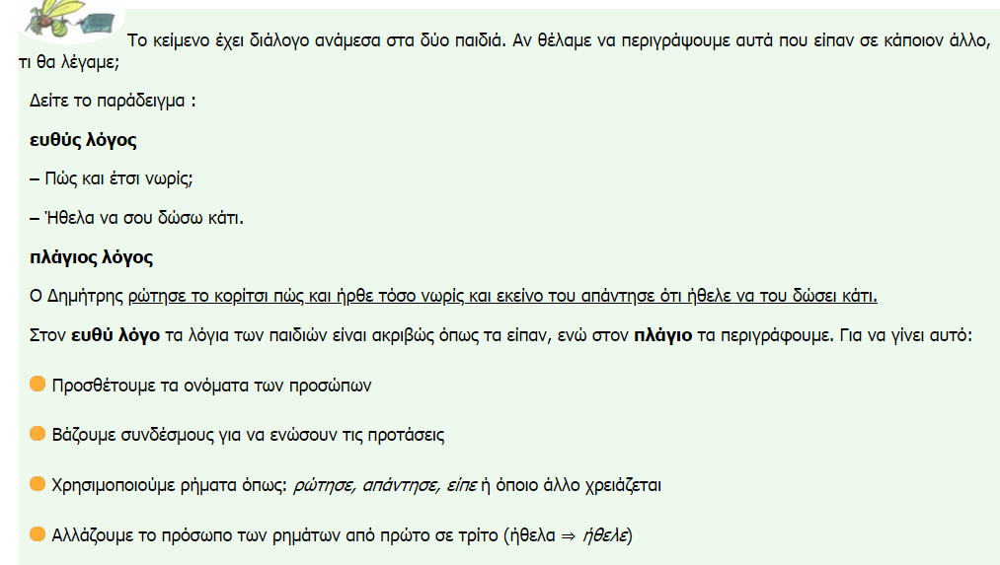 Το κείμενο έχει διάλογο ανάμεσα στα δύο παιδιά. Αν θέλαμε να περιγράψουμε αυτά που είπαν σε κάποιον άλλο,
τι θα λέγαμε;
Δείτε το παράδειγμα :
ευθύς λόγος
– Πώς και έτσι νωρίς;
– Ήθελα να σου δώσω κάτι.
πλάγιος λόγος
Ο Δημήτρης ρώτησε το κορίτσι πώς και ήρθε τόσο νωρίς και εκείνο του απάντησε ότι ήθελε να του δώσει κάτι.
Στον ευθύ λόγο τα λόγια των παιδιών είναι ακριβώς όπως τα είπαν, ενώ στον πλάγιο τα περιγράφουμε. Για να γίνει αυτό:
Προσθέτουμε τα ονόματα των προσώπων
Βάζουμε συνδέσμους για να ενώσουν τις προτάσεις
Χρησιμοποιούμε ρήματα όπως: ρώτησε, απάντησε, είπε ή όποιο άλλο χρειάζεται
Αλλάζουμε το πρόσωπο των ρημάτων από πρώτο σε τρίτο (ήθελα ⇒ ήθελε)